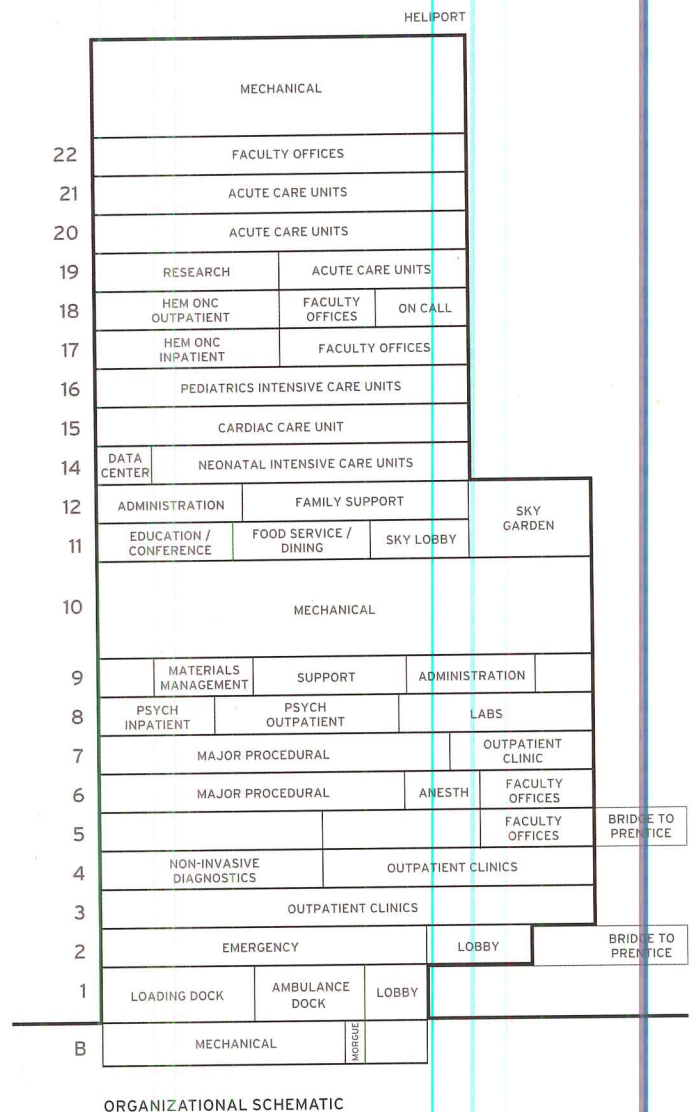 HELIPORT
MECHANICAL
22
FACULTY OFFICES
21
ACUTE CARE UNITS
20
ACUTE CARE UNITS
19
RESEARCH
ACUTE CARE UNITS
18
HEM ONC
OUTPATIENT
FACULTY
OFFICES
ON CALL
17
HEM ONC
INPATIENT
FACULTY OFFICES
16
PEDIATRICS INTENSIVE CARE UNITS
15
CARDIAC CARE UNIT
14
DATA
CENTER
NEONATAL INTENSIVE CARE UNITS
12
ADMINISTRATION
FAMILY SUPPORT
SKY
GARDEN
11
EDUCATION /
CONFERENCE
FOOD SERVICE /
DINING
SKY LOBBY
10
MECHANICAL
9
MATERIALS
MANAGEMENT
SUPPORT
ADMINISTRATION
8
PSYCH
INPATIENT
PSYCH
OUTPATIENT
LABS
7
MAJOR PROCEDURAL
OUTPATIENT
CLINIC
6
MAJOR PROCEDURAL
ANESTH
FACULTY
OFFICES
5
FACULTY
OFFICES
BRIDGE TO
PRENTICE
4
NON-INVASIVE
DIAGNOSTICS
OUTPATIENT CLINICS
3
OUTPATIENT CLINICS
2
EMERGENCY
LOBBY
BRIDGE TO
PRENTICE
1
LOADING DOCK
AMBULANCE
DOCK
LOBBY
B
MECHANICAL
MORGUE
ORGANIZATIONAL SCHEMATIC